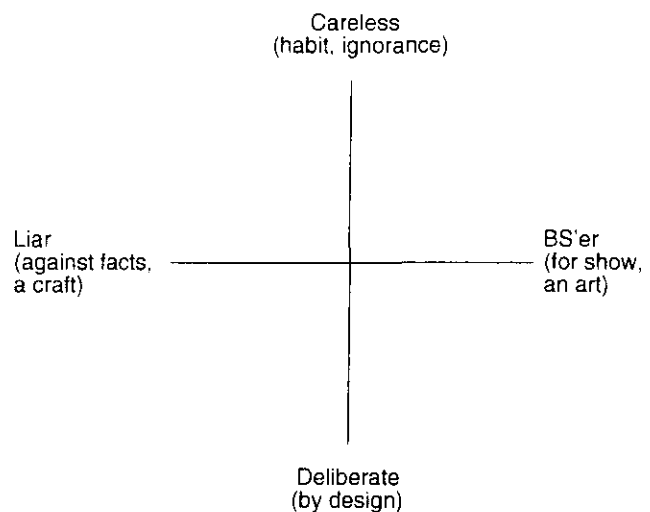 Careless
(habit, ignorance)
Liar
(against facts,
a craft)
BS'er
(for show,
an art)
Deliberate
(by design)